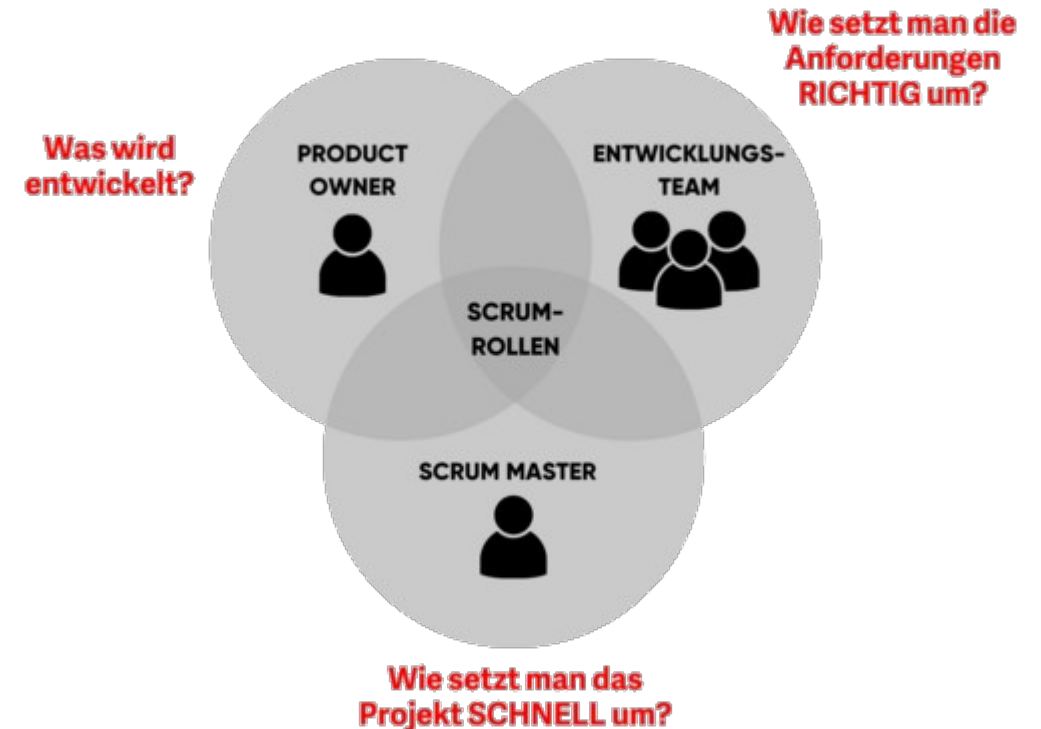 Wie setzt man die
Anforderungen
RICHTIG um?
Was wird
entwickelt?
PRODUCT
OWNER
ENTWICKLUNGS-
TEAM
SCRUM-
ROLLEN
SCRUM MASTER
Wie setzt man das
Projekt SCHNELL um?